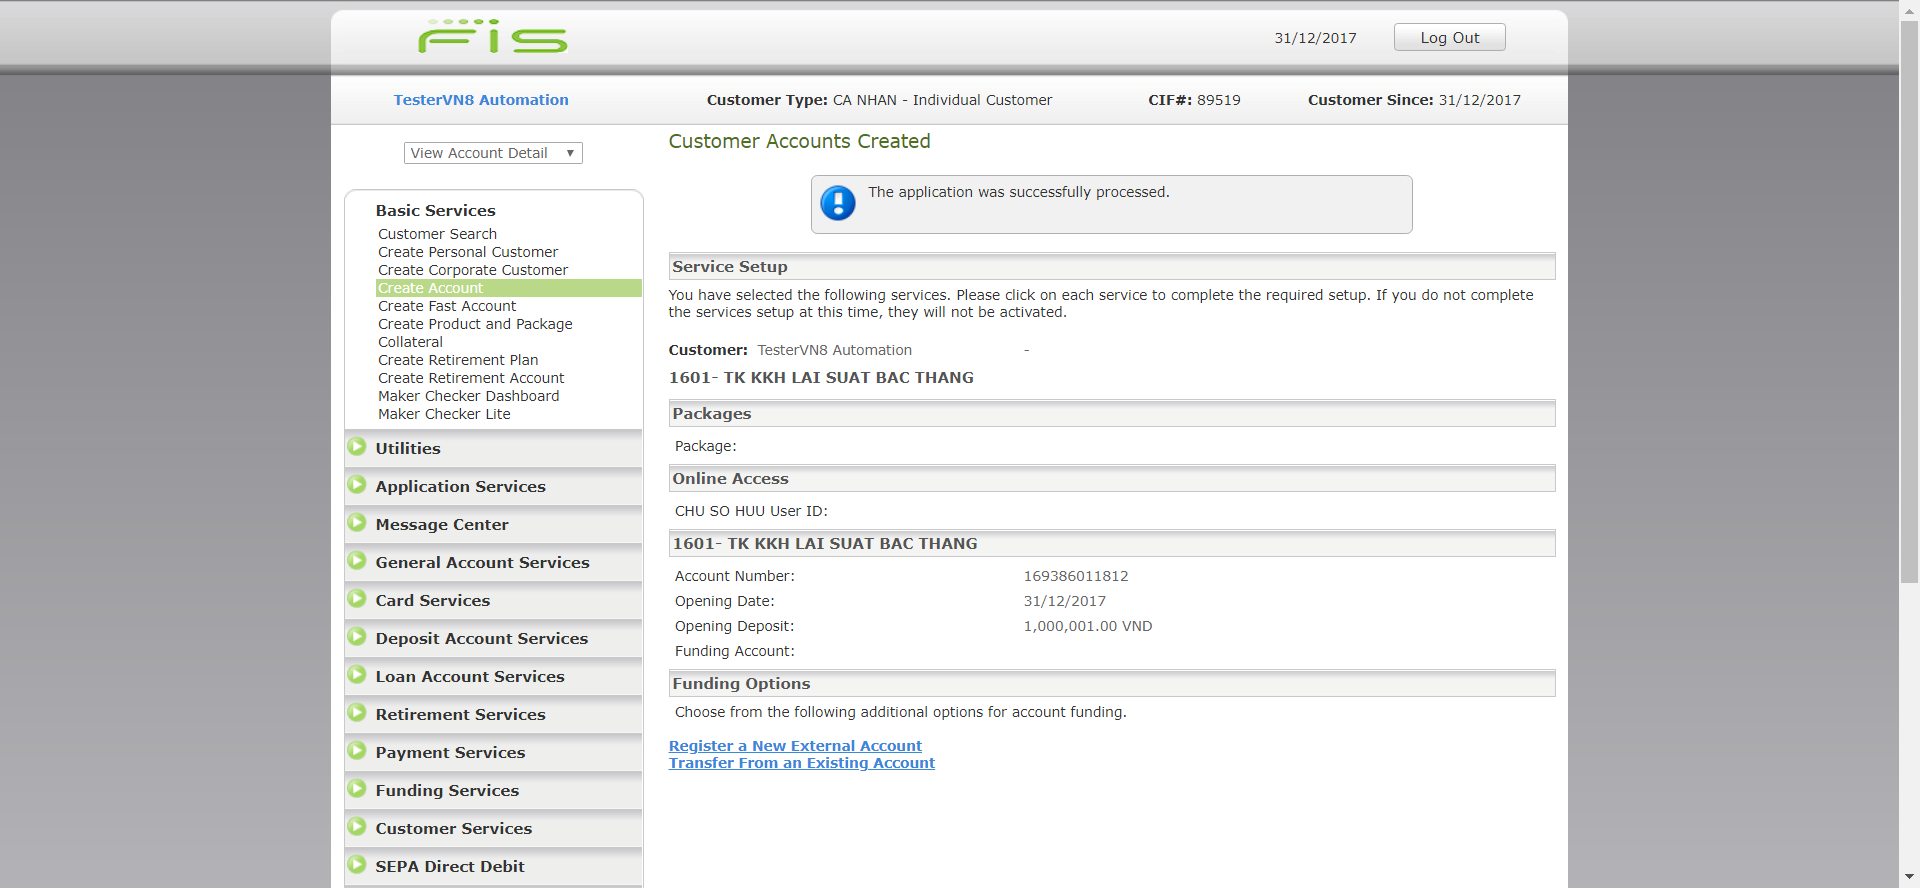 FIS
31/12/2017
Log Out
TesterVN8 Automation
Customer Type: CA NHAN - Individual Customer
CIF#: 89519
Customer Since: 31/12/2017
View Account Detail
Basic Services
Customer Search
Create Personal Customer
Create Corporate Customer
Create Account
Create Fast Account
Create Product and Package
Collateral
Create Retirement Plan
Create Retirement Account
Maker Checker Dashboard
Maker Checker Lite
Utilities
Application Services
Message Center
General Account Services
Card Services
Deposit Account Services
Loan Account Services
Retirement Services
Payment Services
Funding Services
Customer Services
SEPA Direct Debit
Customer Accounts Created
The application was successfully processed.
Service Setup
You have selected the following services. Please click on each service to complete the required setup. If you do not complete
the services setup at this time, they will not be activated.
Customer: TesterVN8 Automation -
1601- TK KKH LAI SUAT BAC THANG
Packages
Package:
Online Access
CHU SO HUU User ID:
1601- TK KKH LAI SUAT BAC THANG
Account Number: 169386011812
Opening Date: 31/12/2017
Opening Deposit: 1,000,001.00 VND
Funding Account:
Funding Options
Choose from the following additional options for account funding.
Register a New External Account
Transfer From an Existing Account